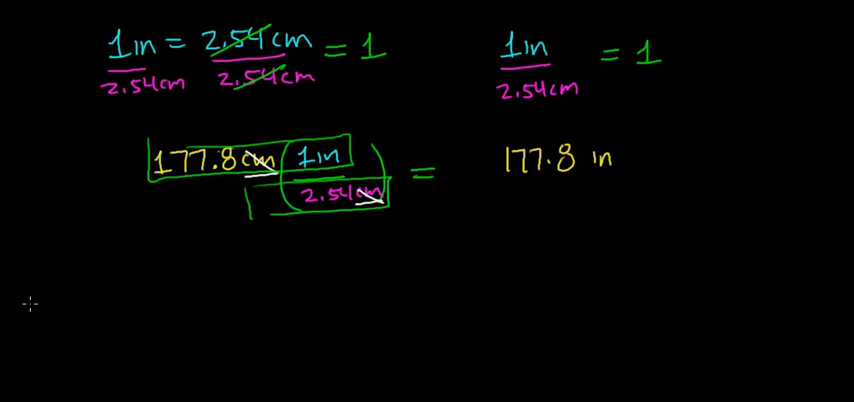 1in = 2.54cm = 1
2.54cm 2.54cm
1in = 1
2.54cm
177.8cm (1in) = 177.8 in
2.54cm